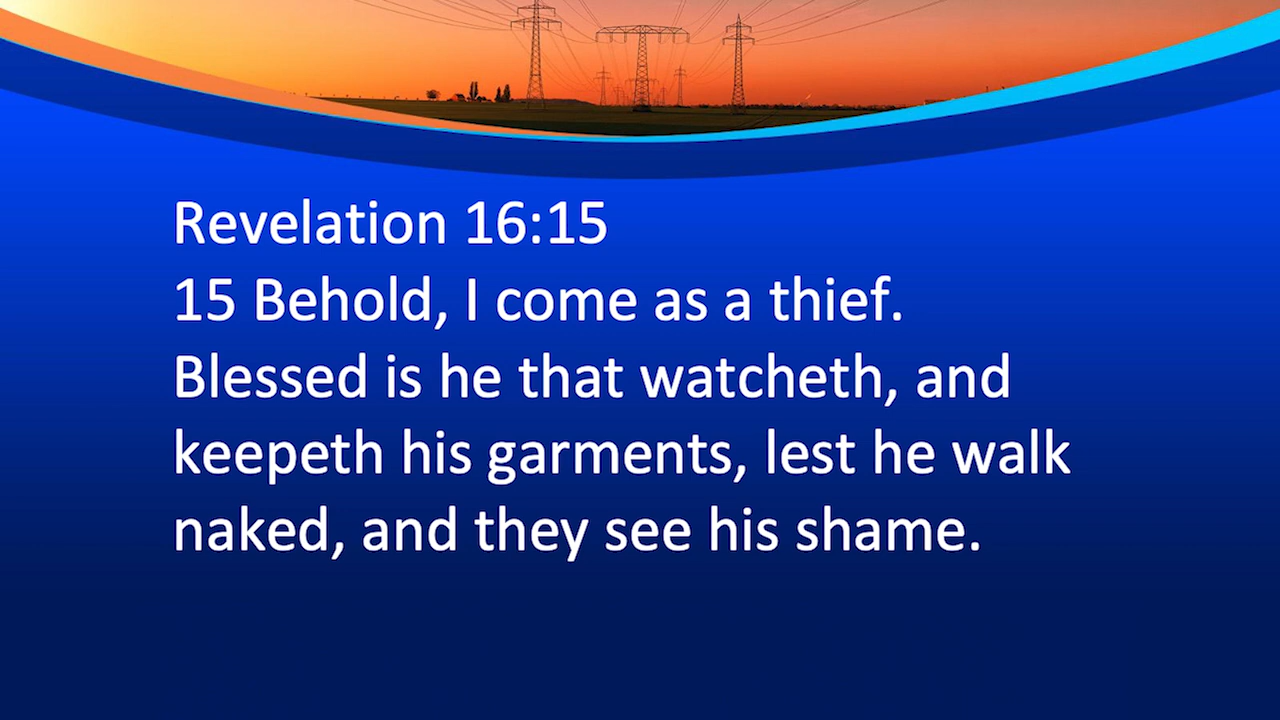 Revelation 16:15
15 Behold, I come as a thief.
Blessed is he that watcheth, and
keepeth his garments, lest he walk
naked, and they see his shame.